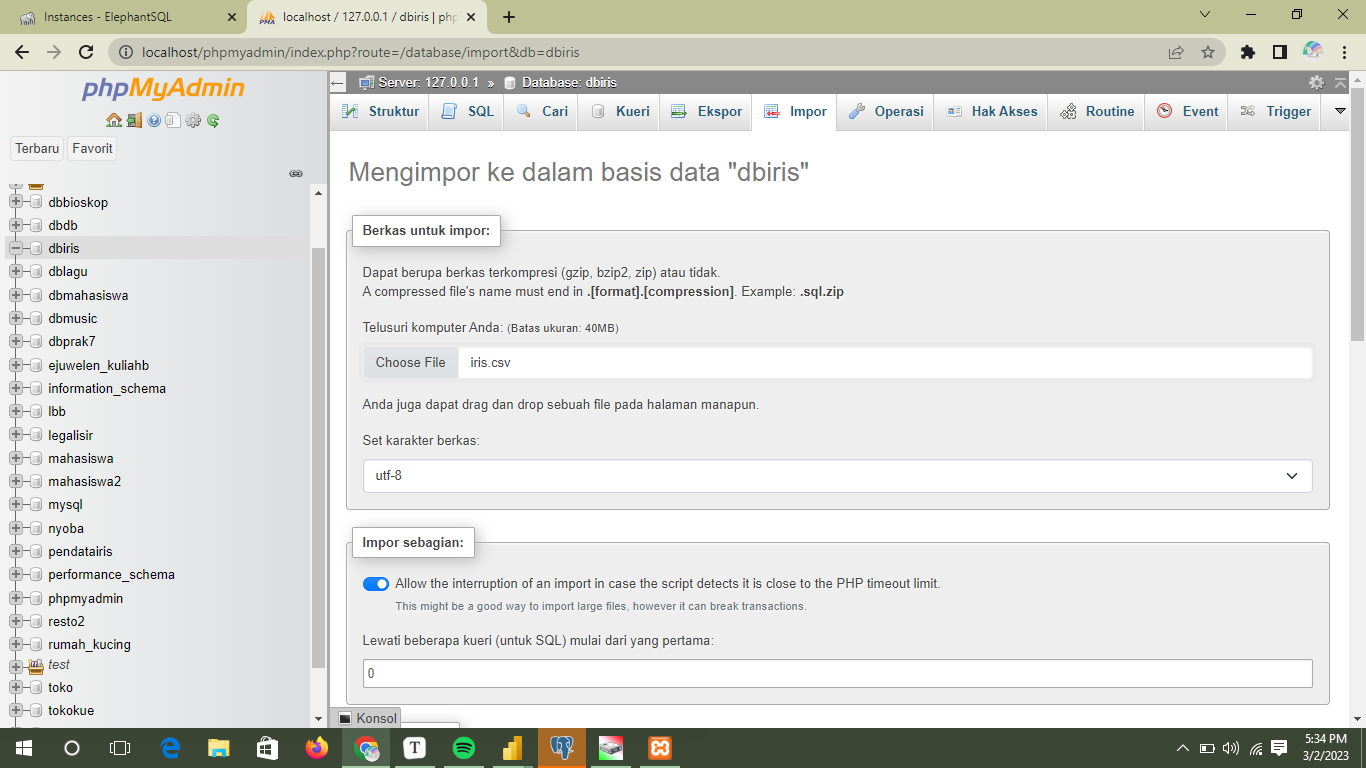 Instances - ElephantSQL
localhost / 127.0.0.1 / dbiris | php
localhost/phpmyadmin/index.php?route=/database/import&db=dbiris
phpMyAdmin
Terbaru
Favorit
dbbioskop
dbdb
dbiris
dblagu
dbmahasiswa
dbmusic
dbprak7
ejuwelen_kuliahb
information_schema
lbb
legalisir
mahasiswa
mahasiswa2
mysql
nyoba
pendatairis
performance_schema
phpmyadmin
resto2
rumah_kucing
test
toko
tokokue
Server: 127.0.0.1 » Database: dbiris
Struktur
SQL
Cari
Kueri
Ekspor
Impor
Operasi
Hak Akses
Routine
Event
Trigger
Mengimpor ke dalam basis data "dbiris"
Berkas untuk impor:
Dapat berupa berkas terkompresi (gzip, bzip2, zip) atau tidak.
A compressed file's name must end in .[format].[compression]. Example: .sql.zip
Telusuri komputer Anda: (Batas ukuran: 40MB)
Choose File iris.csv
Anda juga dapat drag dan drop sebuah file pada halaman manapun.
Set karakter berkas:
utf-8
Impor sebagian:
Allow the interruption of an import in case the script detects it is close to the PHP timeout limit.
This might be a good way to import large files, however it can break transactions.
Lewati beberapa kueri (untuk SQL) mulai dari yang pertama:
0
Konsol
5:34 PM
3/2/2023